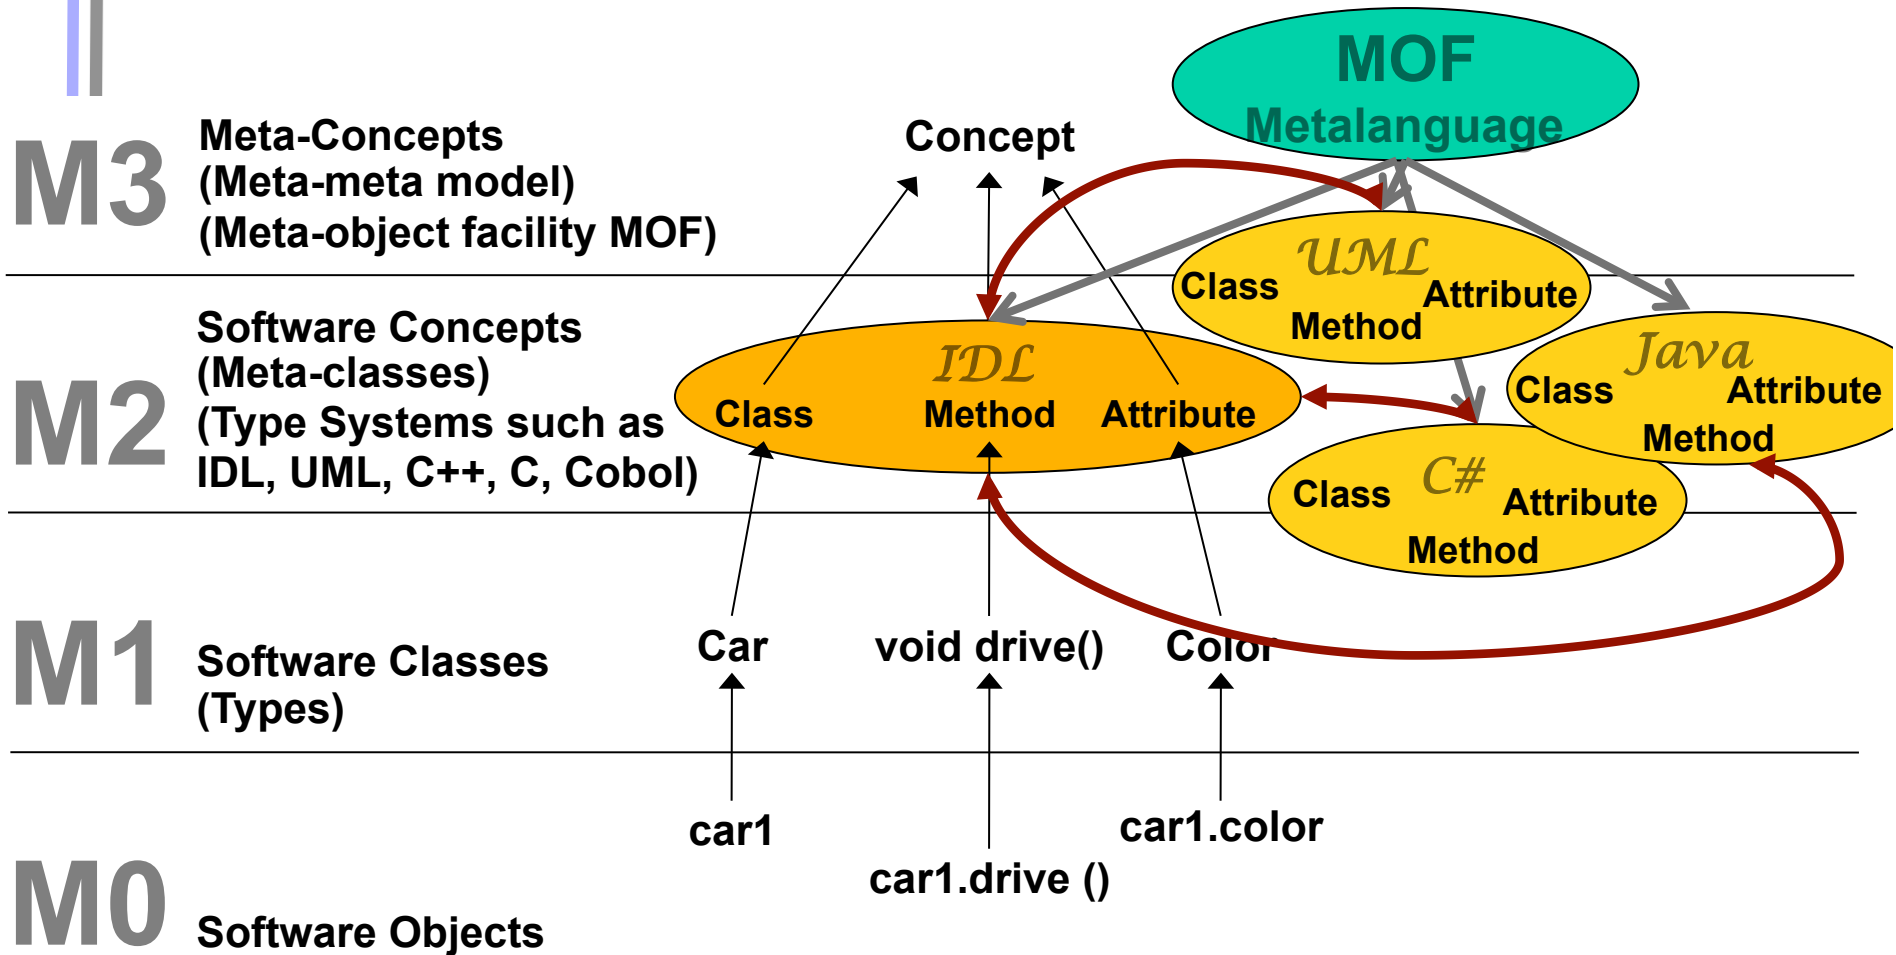 MOF
Metalanguage
M3
Meta-Concepts
(Meta-meta model)
(Meta-object facility MOF)
Concept
UML
Class
Attribute
Method
M2
Software Concepts
(Meta-classes)
(Type Systems such as
IDL, UML, C++, C, Cobol)
IDL
Class
Method
Attribute
Java
Class
Attribute
Method
C#
Class
Attribute
Method
M1
Software Classes
(Types)
Car
void drive()
Color
M0
car1
car1.drive ()
car1.color
Software Objects